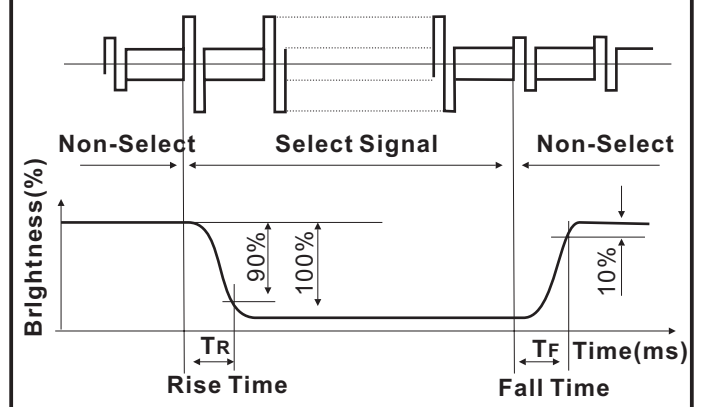 Non-Select Select Signal Non-Select
BrIghtness(%)
90%
100%
10%
TR TF Time(ms)
Rise Time Fall Time